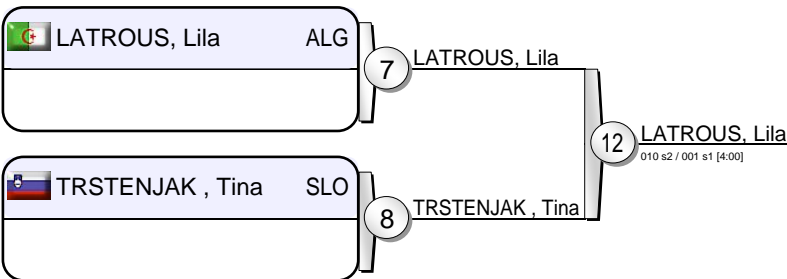 LATROUS, Lila ALG
7
LATROUS, Lila
12
LATROUS, Lila
010 s2 / 001 s1 [4:00]
TRSTENJAK , Tina SLO
8
TRSTENJAK , Tina